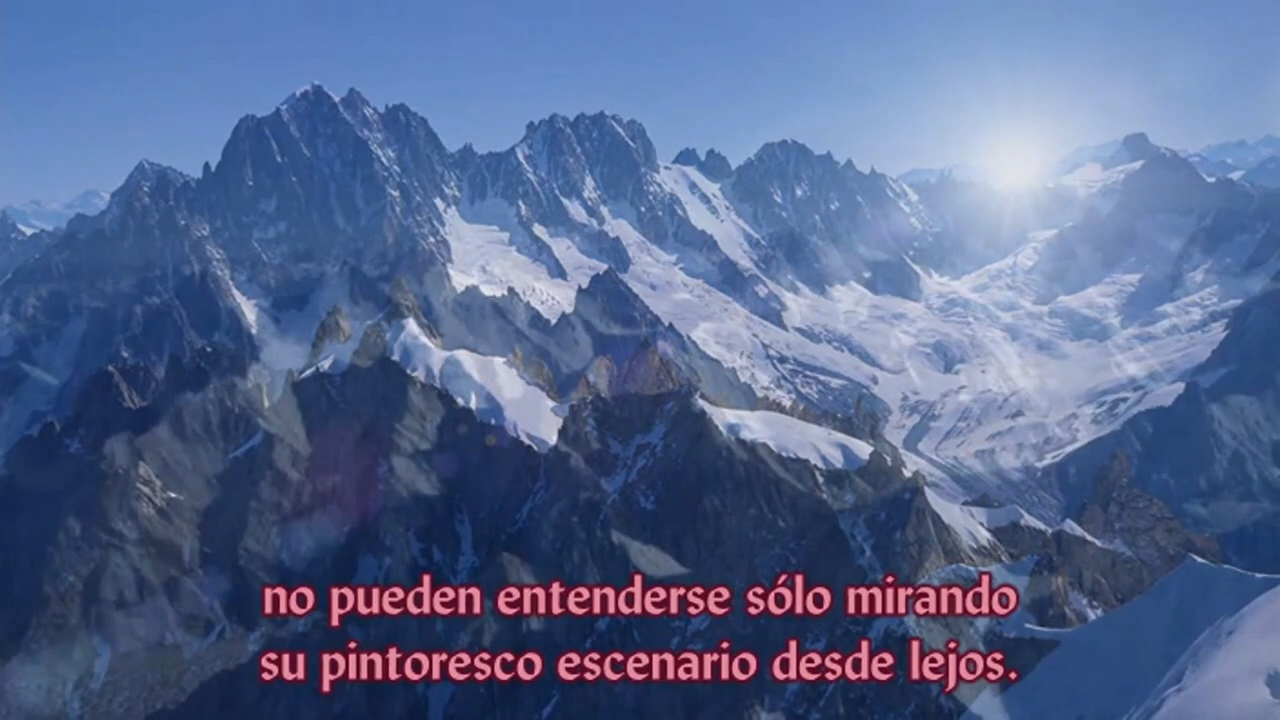 no pueden entenderse sólo mirando
su pintoresco escenario desde lejos.